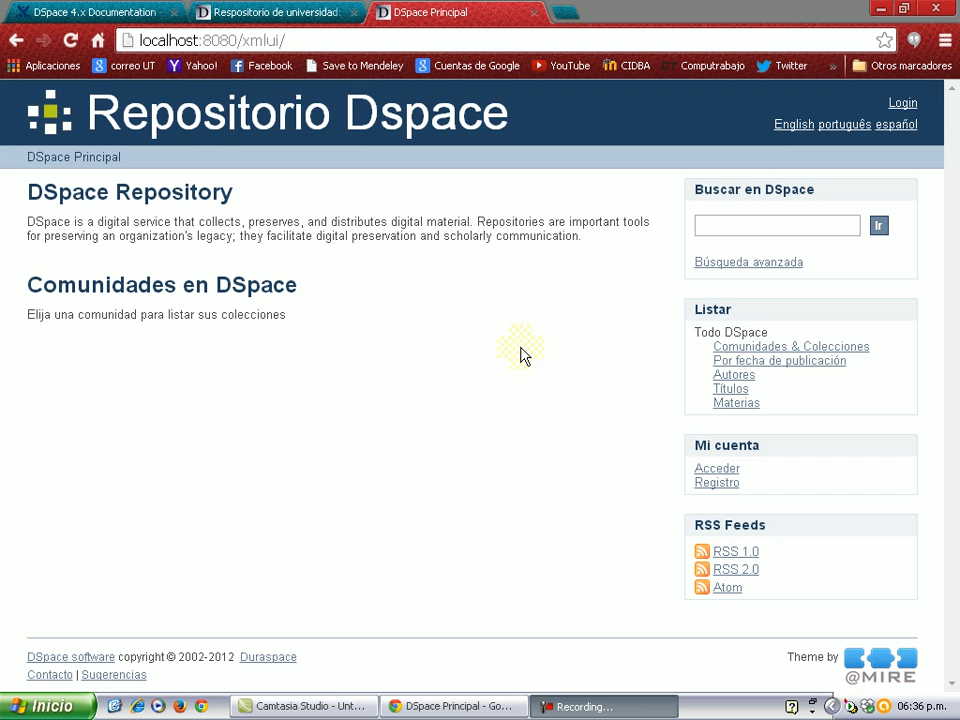 DSpace 4.x Documentation -
Respositorio de universidad:
DSpace Principal
localhost:8080/xmlui/
Aplicaciones
correo UT
Yahoo!
Facebook
Save to Mendeley
Cuentas de Google
YouTube
CIDBA
Computrabajo
Twitter
»
Otros marcadores
Repositorio Dspace
Login
English português español
DSpace Principal
DSpace Repository
DSpace is a digital service that collects, preserves, and distributes digital material. Repositories are important tools
for preserving an organization's legacy; they facilitate digital preservation and scholarly communication.
Comunidades en DSpace
Elija una comunidad para listar sus colecciones
Buscar en DSpace
Ir
Búsqueda avanzada
Listar
Todo DSpace
Comunidades & Colecciones
Por fecha de publicación
Autores
Títulos
Materias
Mi cuenta
Acceder
Registro
RSS Feeds
RSS 1.0
RSS 2.0
Atom
DSpace software copyright © 2002-2012 Duraspace
Contacto | Sugerencias
Theme by
@MIRE
Inicio
Camtasia Studio - Unt...
DSpace Principal - Go...
Recording...
06:36 p.m.